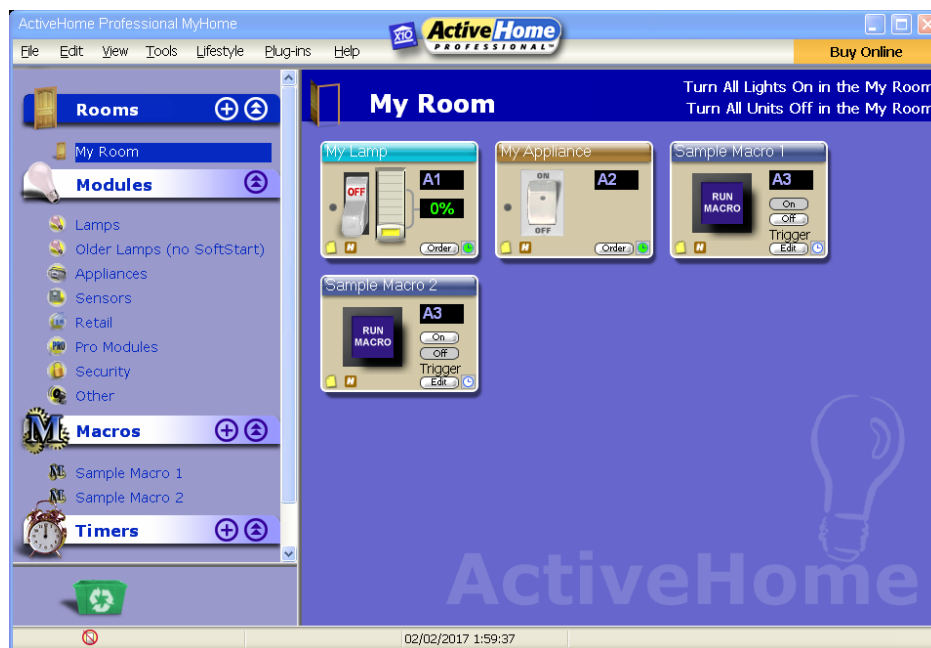 ActiveHome Professional MyHome
X10
ActiveHome
PROFESSIONAL™
File Edit View Tools Lifestyle Plug-ins Help
Buy Online
Rooms
My Room
Modules
Lamps
Older Lamps (no SoftStart)
Appliances
Sensors
Retail
PRO
Pro Modules
Security
Other
M
Macros
Sample Macro 1
Sample Macro 2
Timers
My Room
Turn All Lights On in the My Room
Turn All Units Off in the My Room
My Lamp
OFF
A1
0%
Order
My Appliance
ON
OFF
A2
Order
Sample Macro 1
RUN
MACRO
A3
On
Off
Trigger
Edit
Sample Macro 2
RUN
MACRO
A3
On
Off
Trigger
Edit
ActiveHome
02/02/2017 1:59:37